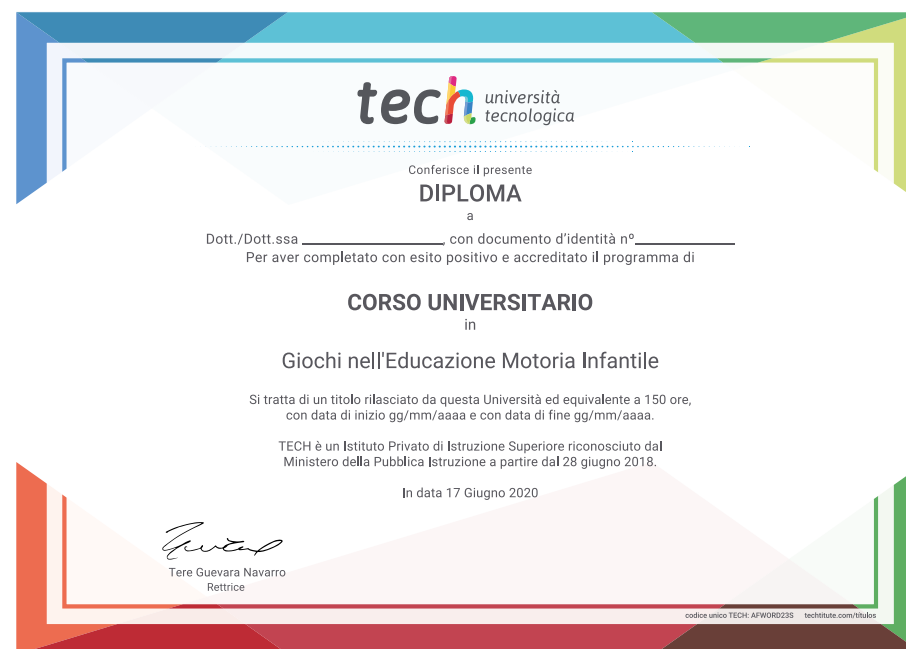 tech università
tecnologica
Conferisce il presente
DIPLOMA
a
Dott./Dott.ssa ____________________, con documento d'identità nº______________
Per aver completato con esito positivo e accreditato il programma di
CORSO UNIVERSITARIO
in
Giochi nell'Educazione Motoria Infantile
Si tratta di un titolo rilasciato da questa Università ed equivalente a 150 ore,
con data di inizio gg/mm/aaaa e con data di fine gg/mm/aaaa.
TECH è un Istituto Privato di Istruzione Superiore riconosciuto dal
Ministero della Pubblica Istruzione a partire dal 28 giugno 2018.
In data 17 Giugno 2020
Tere Guevara Navarro
Rettrice
codice unico TECH: AFWORD23S techtitute.com/títulos